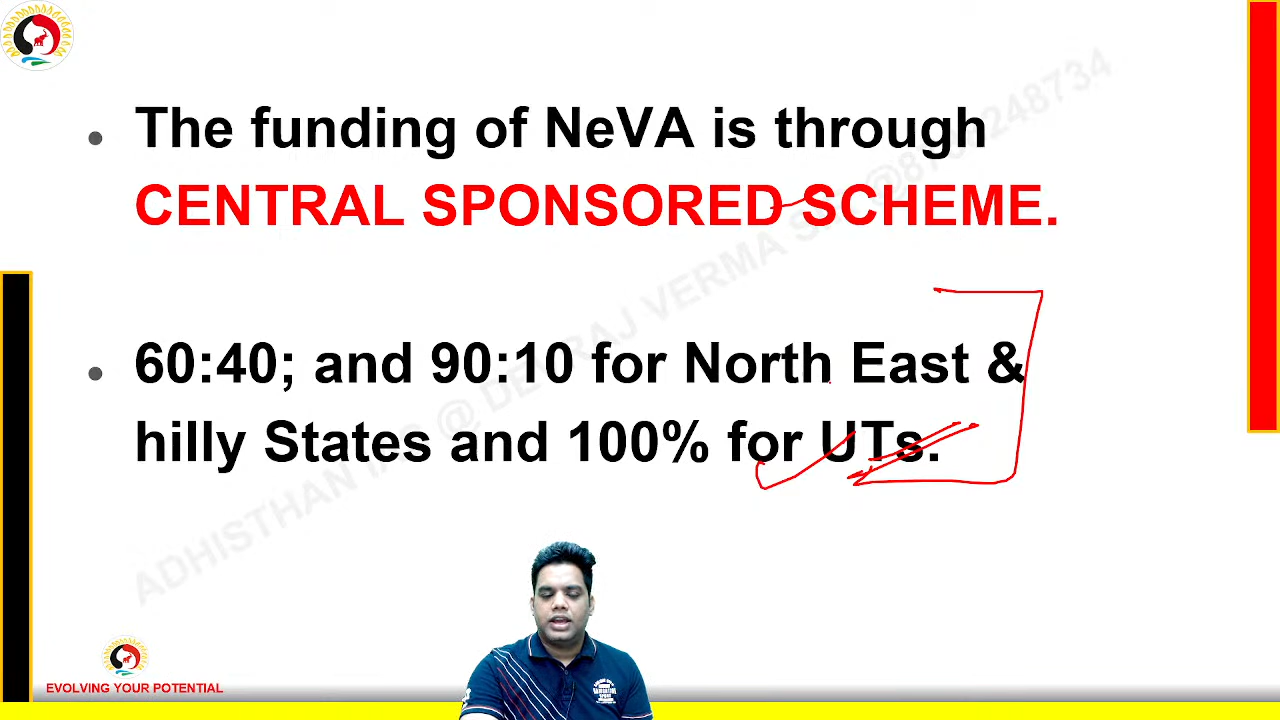 The funding of NeVA is through
CENTRAL SPONSORED SCHEME.
60:40; and 90:10 for North East &
hilly States and 100% for UTs.
EVOLVING YOUR POTENTIAL